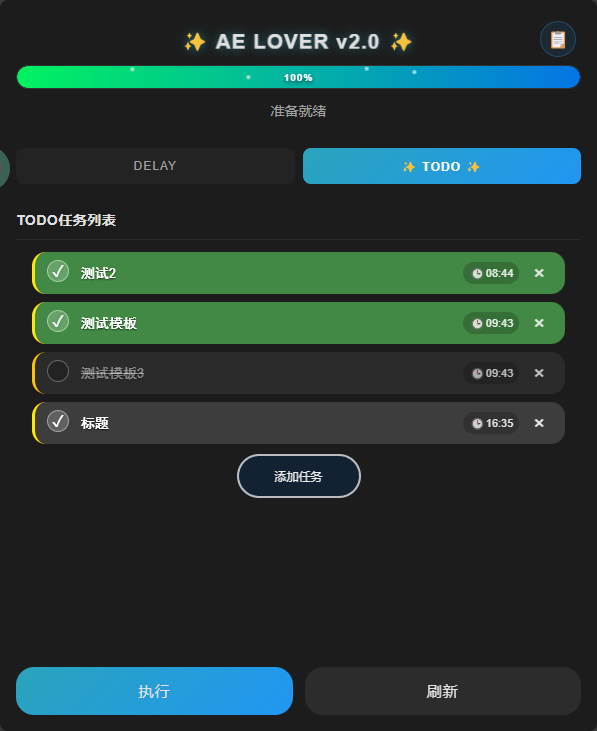 ✨ AE LOVER v2.0 ✨
100%
准备就绪
DELAY
✨ TODO ✨
TODO任务列表
测试2 08:44 ×
测试模板 09:43 ×
测试模板3 09:43 ×
标题 16:35 ×
添加任务
执行
刷新